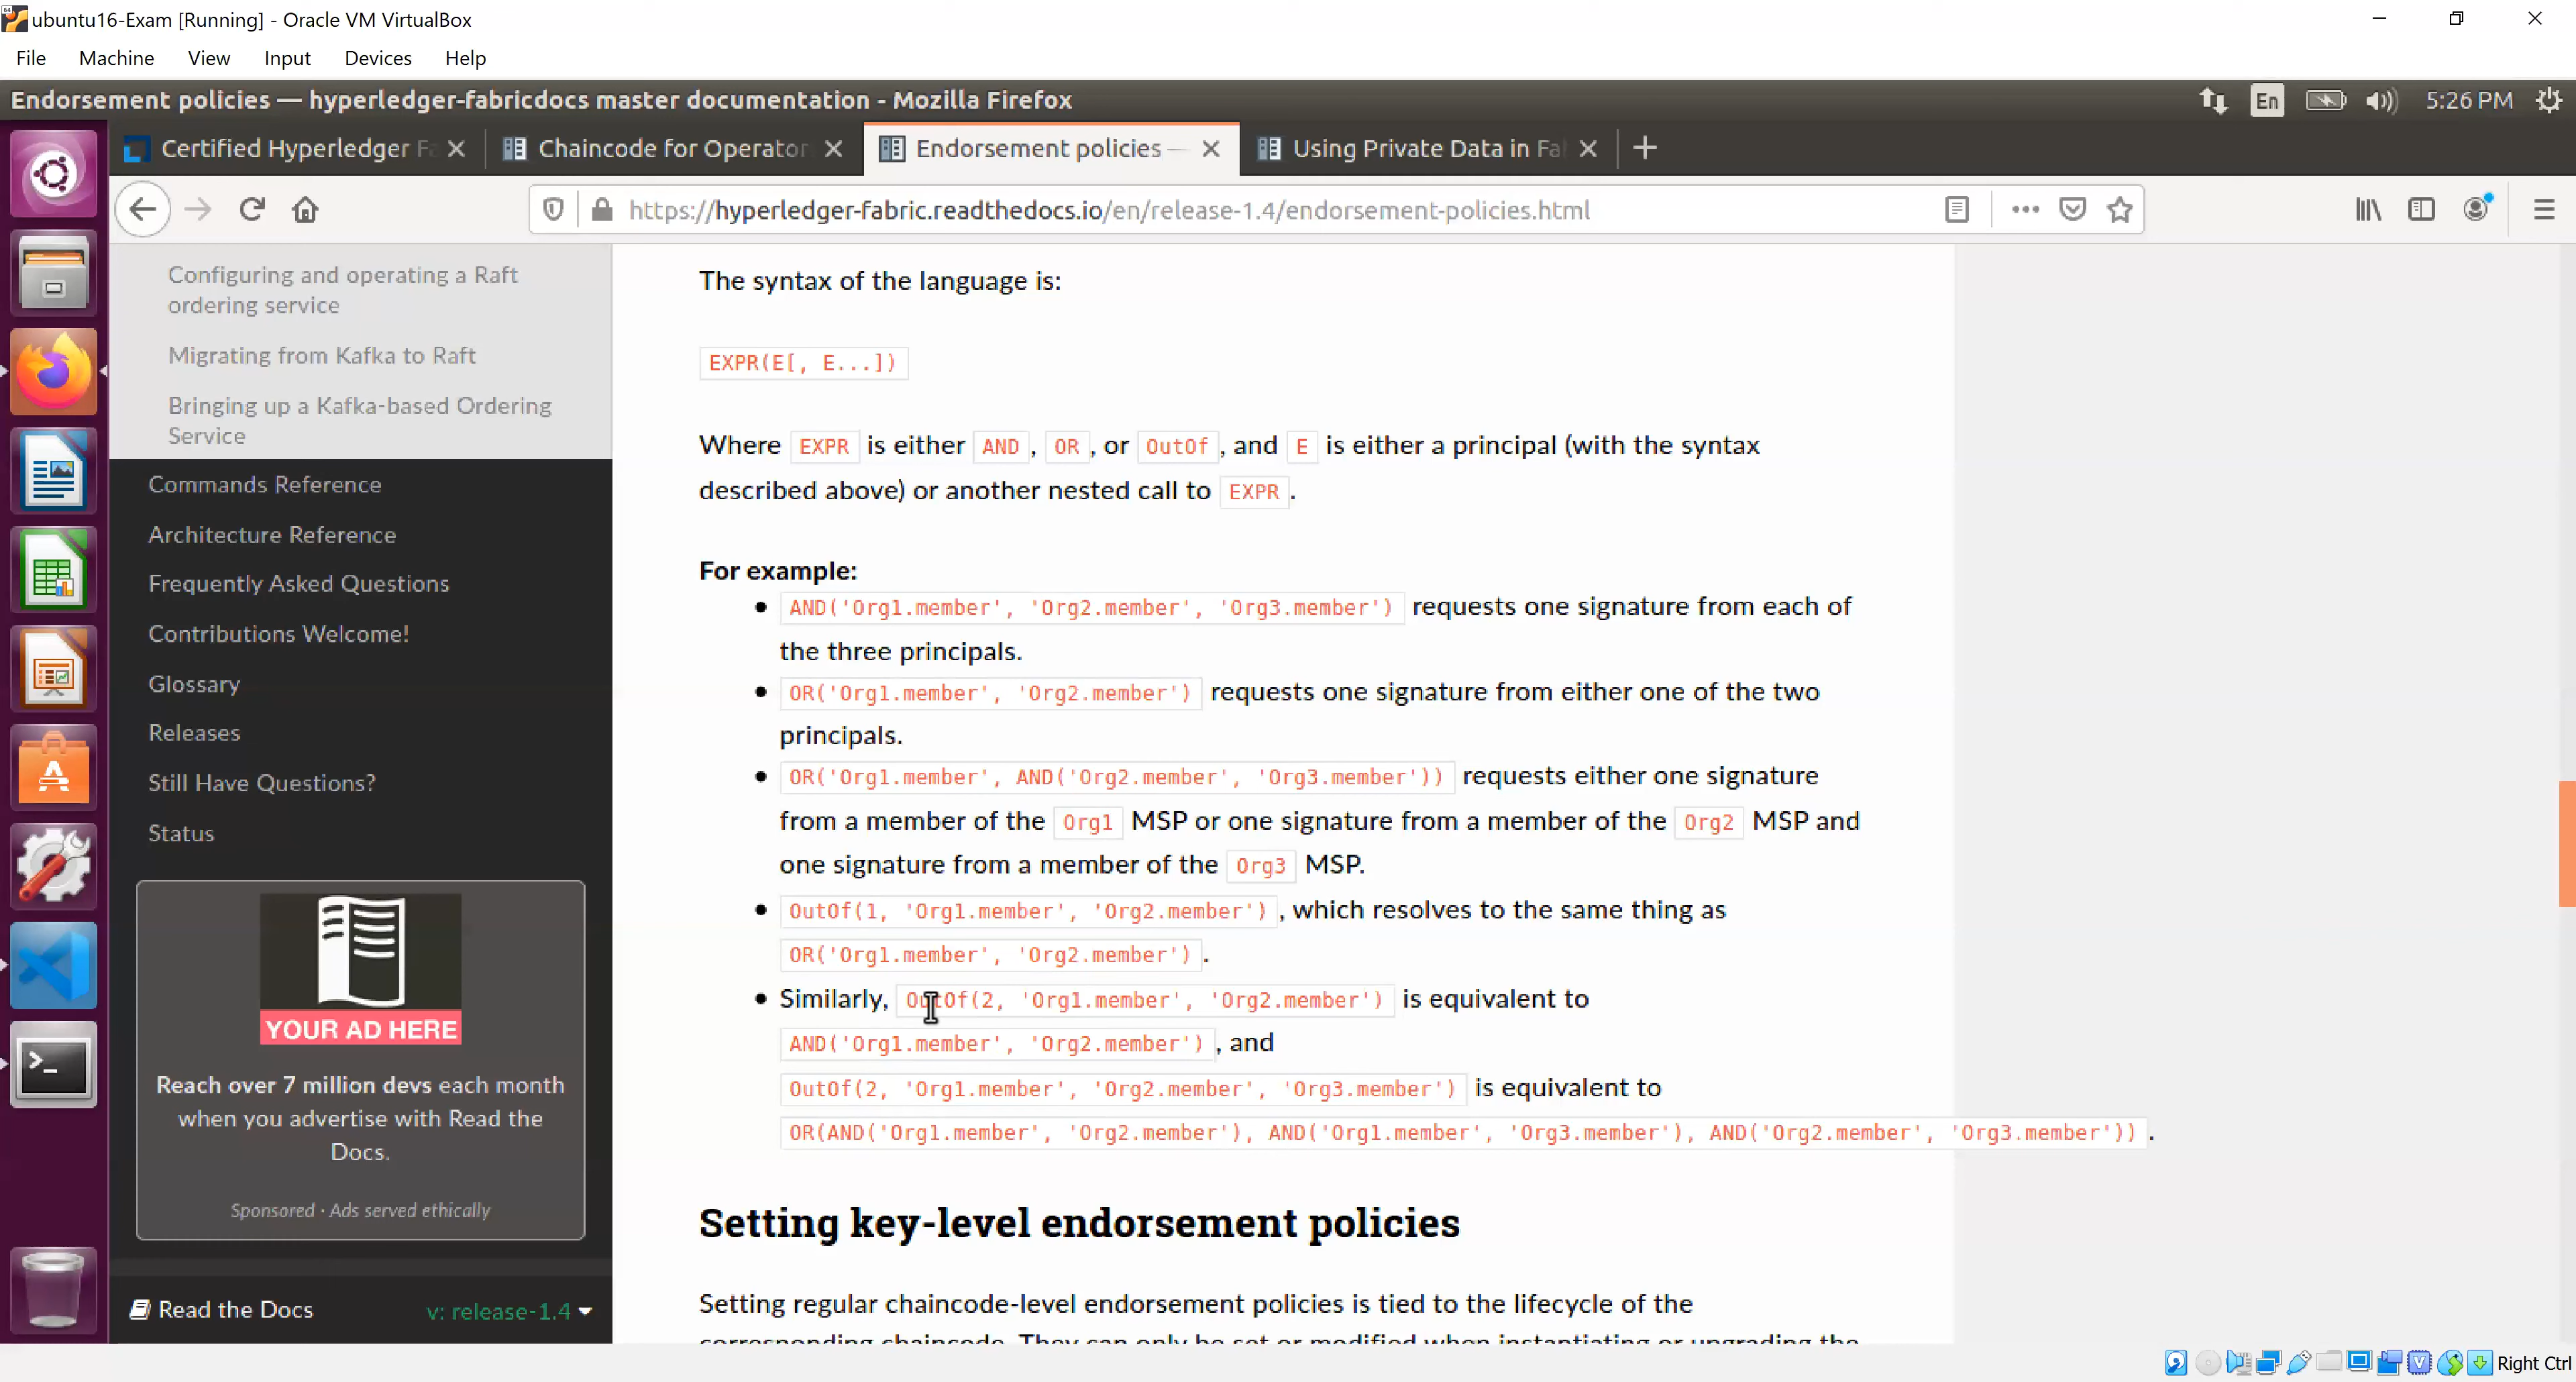 ubuntu16-Exam [Running] - Oracle VM VirtualBox
File Machine View Input Devices Help
Endorsement policies — hyperledger-fabricdocs master documentation - Mozilla Firefox
En
5:26 PM
Certified Hyperledger Fa
Chaincode for Operator
Endorsement policies —
Using Private Data in Fa
https://hyperledger-fabric.readthedocs.io/en/release-1.4/endorsement-policies.html
Configuring and operating a Raft
ordering service
Migrating from Kafka to Raft
Bringing up a Kafka-based Ordering
Service
Commands Reference
Architecture Reference
Frequently Asked Questions
Contributions Welcome!
Glossary
Releases
Still Have Questions?
Status
YOUR AD HERE
Reach over 7 million devs each month
when you advertise with Read the
Docs.
Sponsored · Ads served ethically
Read the Docs
v: release-1.4
The syntax of the language is:
EXPR(E[, E...])
Where EXPR is either AND, OR, or OutOf, and E is either a principal (with the syntax
described above) or another nested call to EXPR.
For example:
AND('Org1.member', 'Org2.member', 'Org3.member') requests one signature from each of
the three principals.
OR('Org1.member', 'Org2.member') requests one signature from either one of the two
principals.
OR('Org1.member', AND('Org2.member', 'Org3.member')) requests either one signature
from a member of the Org1 MSP or one signature from a member of the Org2 MSP and
one signature from a member of the Org3 MSP.
OutOf(1, 'Org1.member', 'Org2.member'), which resolves to the same thing as
OR('Org1.member', 'Org2.member').
Similarly, OutOf(2, 'Org1.member', 'Org2.member') is equivalent to
AND('Org1.member', 'Org2.member'), and
OutOf(2, 'Org1.member', 'Org2.member', 'Org3.member') is equivalent to
OR(AND('Org1.member', 'Org2.member'), AND('Org1.member', 'Org3.member'), AND('Org2.member', 'Org3.member')).
Setting key-level endorsement policies
Setting regular chaincode-level endorsement policies is tied to the lifecycle of the
corresponding chaincode. They can only be set or modified when instantiating or upgrading the
Right Ctrl